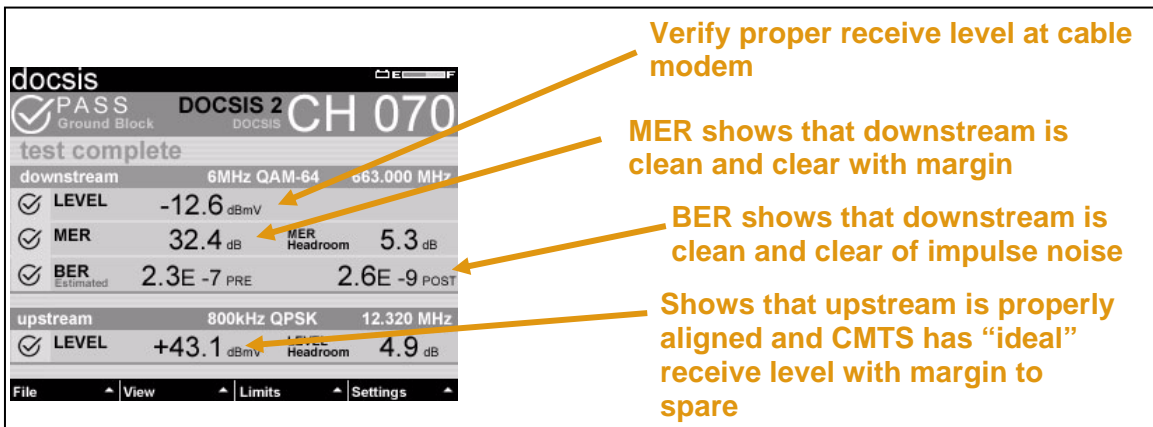 docsis E F
PASS DOCSIS 2 CH 070
Ground Block DOCSIS
test complete
downstream 6MHz QAM-64 663.000 MHz
LEVEL -12.6 dBmV
MER 32.4 dB MER Headroom 5.3 dB
BER Estimated 2.3E -7 PRE 2.6E -9 POST
upstream 800kHz QPSK 12.320 MHz
LEVEL +43.1 dBmV LEVEL Headroom 4.9 dB
File View Limits Settings
Verify proper receive level at cable
modem
MER shows that downstream is
clean and clear with margin
BER shows that downstream is
clean and clear of impulse noise
Shows that upstream is properly
aligned and CMTS has “ideal”
receive level with margin to
spare